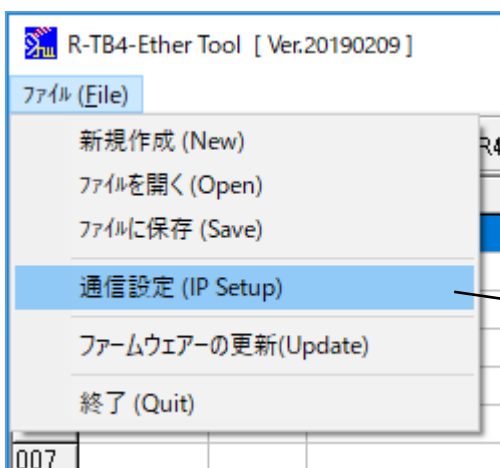 R-TB4-Ether Tool [ Ver.20190209 ]
ﾌｧｲﾙ (File)
新規作成 (New)
ﾌｧｲﾙを開く (Open)
ﾌｧｲﾙに保存 (Save)
通信設定 (IP Setup)
ファームウェアーの更新(Update)
終了 (Quit)
007